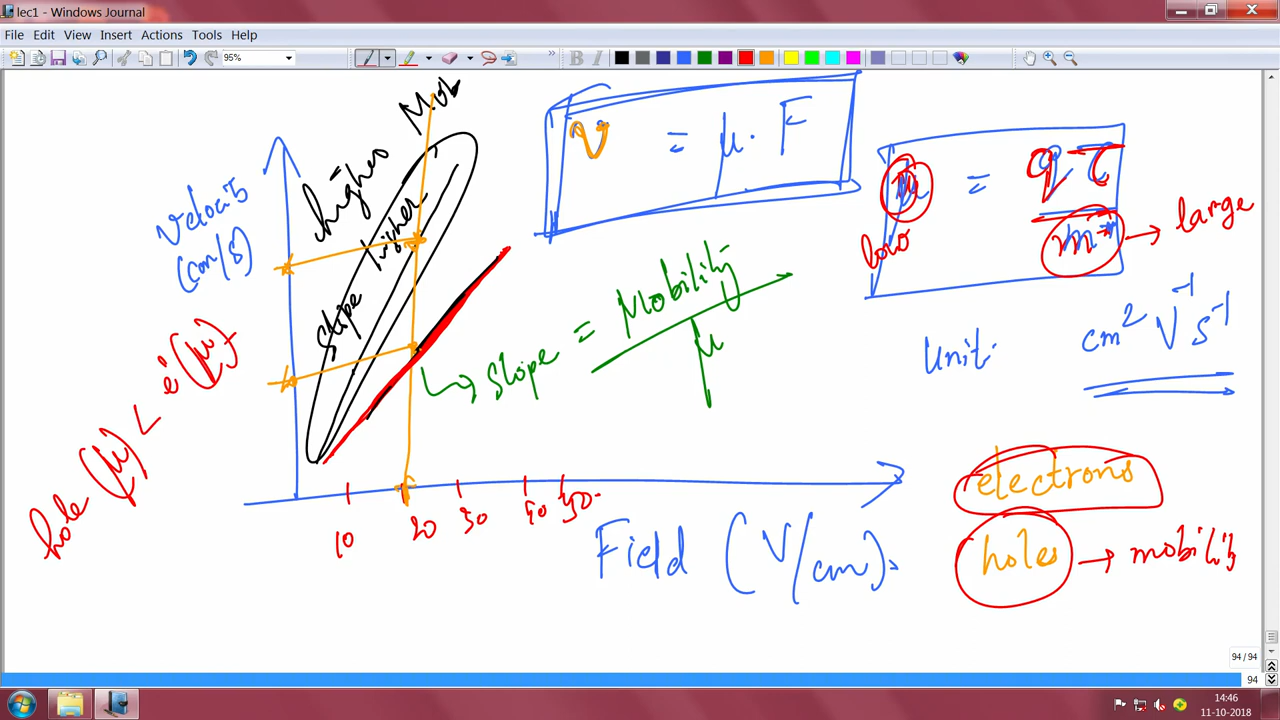 lec1 - Windows Journal
File Edit View Insert Actions Tools Help
95%
B I
higher Mob
slope higher
Velocity
(cm/s)
v = μ. F
μ = q τ
m*
→ large
low
Slope = Mobility
μ
Unit: cm² V⁻¹ s⁻¹
hole (μ) < e (μ)
10 20 30 40 50
Field (V/cm)
electrons
holes → mobility
94 / 94
94
14:46
11-10-2018